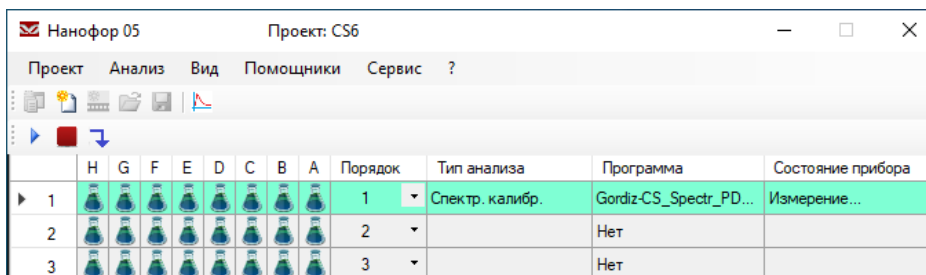 Нанофор 05 Проект: CS6
Проект Анализ Вид Помощники Сервис ?
H G F E D C B A Порядок Тип анализа Программа Состояние прибора
1 1 Спектр. калибр. Gordiz-CS_Spectr_PD... Измерение...
2 2 Нет
3 3 Нет